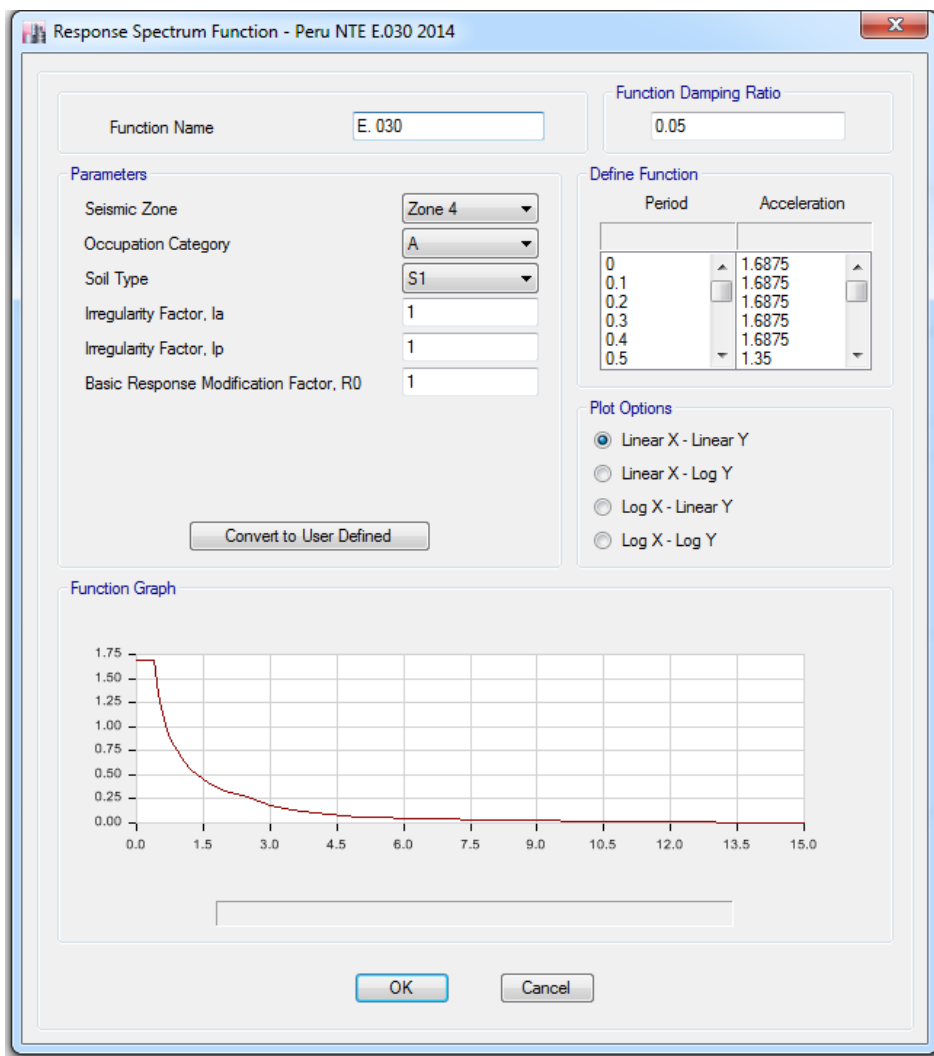 Response Spectrum Function - Peru NTE E.030 2014
Function Name
E. 030
Function Damping Ratio
0.05
Parameters
Seismic Zone
Zone 4
Occupation Category
A
Soil Type
S1
Irregularity Factor, Ia
1
Irregularity Factor, Ip
1
Basic Response Modification Factor, R0
1
Convert to User Defined
Define Function
Period Acceleration
0 1.6875
0.1 1.6875
0.2 1.6875
0.3 1.6875
0.4 1.6875
0.5 1.35
Plot Options
Linear X - Linear Y
Linear X - Log Y
Log X - Linear Y
Log X - Log Y
Function Graph
1.75
1.50
1.25
1.00
0.75
0.50
0.25
0.00
0.0 1.5 3.0 4.5 6.0 7.5 9.0 10.5 12.0 13.5 15.0
OK Cancel